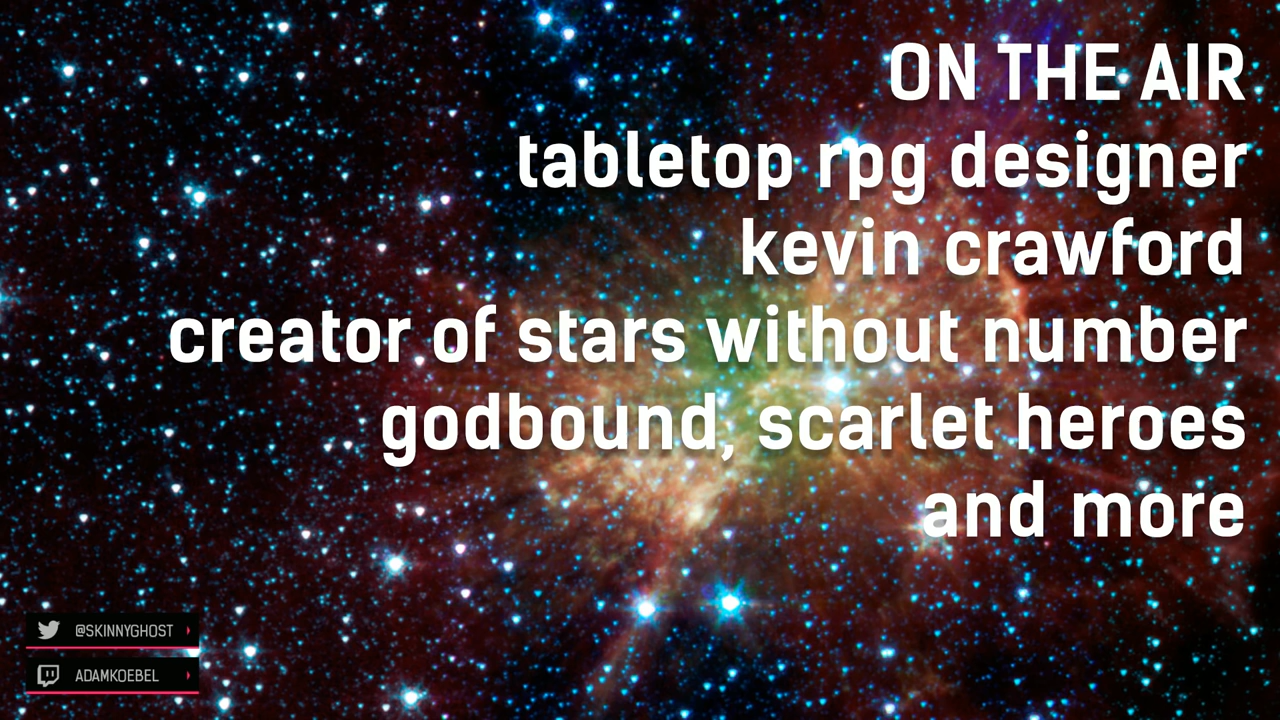 ON THE AIR
tabletop rpg designer
kevin crawford
creator of stars without number
godbound, scarlet heroes
and more
@SKINNYGHOST
ADAMKOEBEL